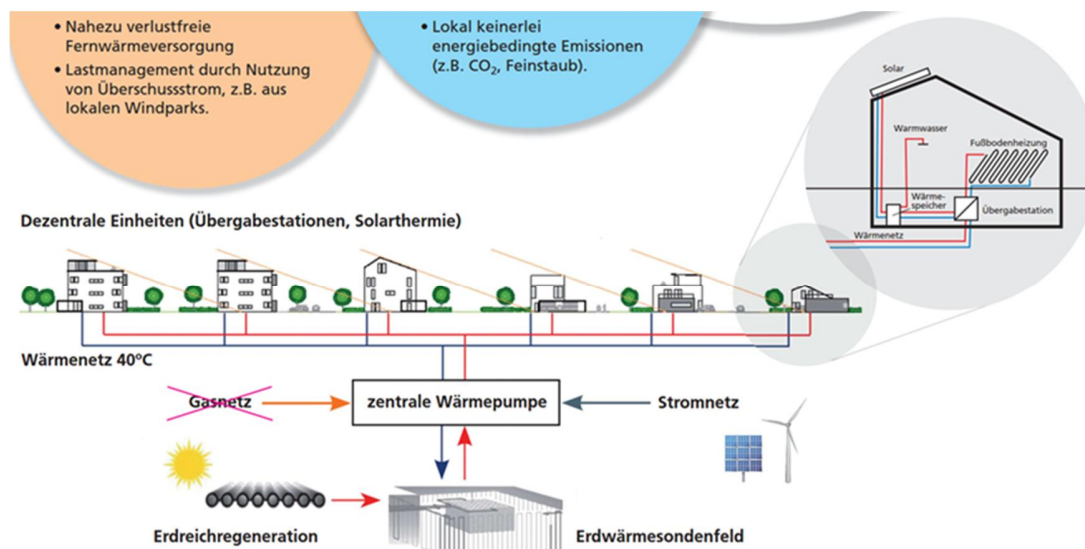 • Nahezu verlustfreie
Fernwärmeversorgung
• Lastmanagement durch Nutzung
von Überschussstrom, z.B. aus
lokalen Windparks.
• Lokal keinerlei
energiebedingte Emissionen
(z.B. CO₂, Feinstaub).
Solar
Warmwasser
Fußbodenheizung
Wärme-
speicher
Übergabestation
Wärmenetz
Dezentrale Einheiten (Übergabestationen, Solarthermie)
Wärmenetz 40ºC
Gasnetz
zentrale Wärmepumpe
Stromnetz
Erdreichregeneration
Erdwärmesondenfeld